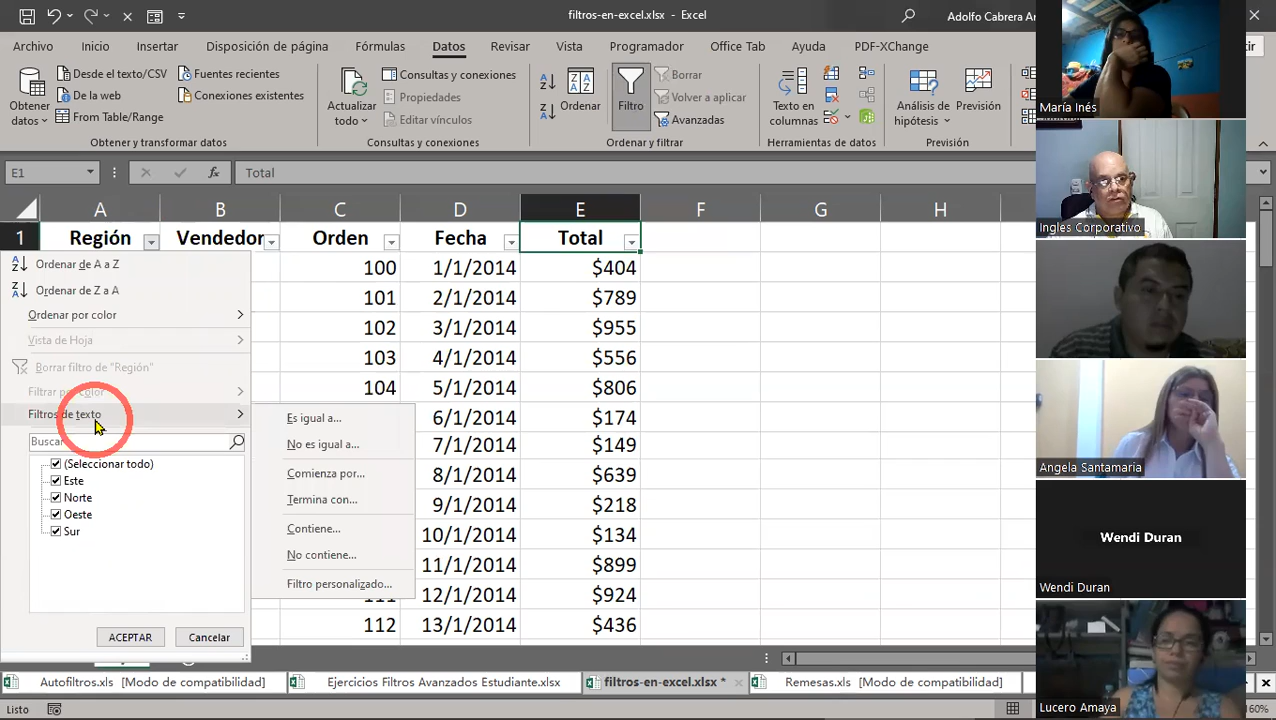 filtros-en-excel.xlsx - Excel
Adolfo Cabrera Ar
Archivo Inicio Insertar Disposición de página Fórmulas Datos Revisar Vista Programador Office Tab Ayuda PDF-XChange
Obtener datos
Desde el texto/CSV
De la web
From Table/Range
Fuentes recientes
Conexiones existentes
Obtener y transformar datos
Actualizar todo
Consultas y conexiones
Propiedades
Editar vínculos
Consultas y conexiones
Ordenar
Filtro
Borrar
Volver a aplicar
Avanzadas
Ordenar y filtrar
Texto en columnas
Herramientas de datos
Análisis de hipótesis
Previsión
Previsión
E1 fx Total
A B C D E F G H
1 Región Vendedor Orden Fecha Total
100 1/1/2014 $404
101 2/1/2014 $789
102 3/1/2014 $955
103 4/1/2014 $556
104 5/1/2014 $806
6/1/2014 $174
7/1/2014 $149
8/1/2014 $639
9/1/2014 $218
10/1/2014 $134
11/1/2014 $899
12/1/2014 $924
112 13/1/2014 $436
Ordenar de A a Z
Ordenar de Z a A
Ordenar por color
Vista de Hoja
Borrar filtro de "Región"
Filtrar por color
Filtros de texto
Buscar
(Seleccionar todo)
Este
Norte
Oeste
Sur
ACEPTAR Cancelar
Es igual a...
No es igual a...
Comienza por...
Termina con...
Contiene...
No contiene...
Filtro personalizado...
Autofiltros.xls [Modo de compatibilidad] Ejercicios Filtros Avanzados Estudiante.xlsx filtros-en-excel.xlsx * Remesas.xls [Modo de compatibilidad]
Listo
160%
María Inés
Ingles Corporativo
Angela Santamaria
Wendi Duran
Wendi Duran
Lucero Amaya